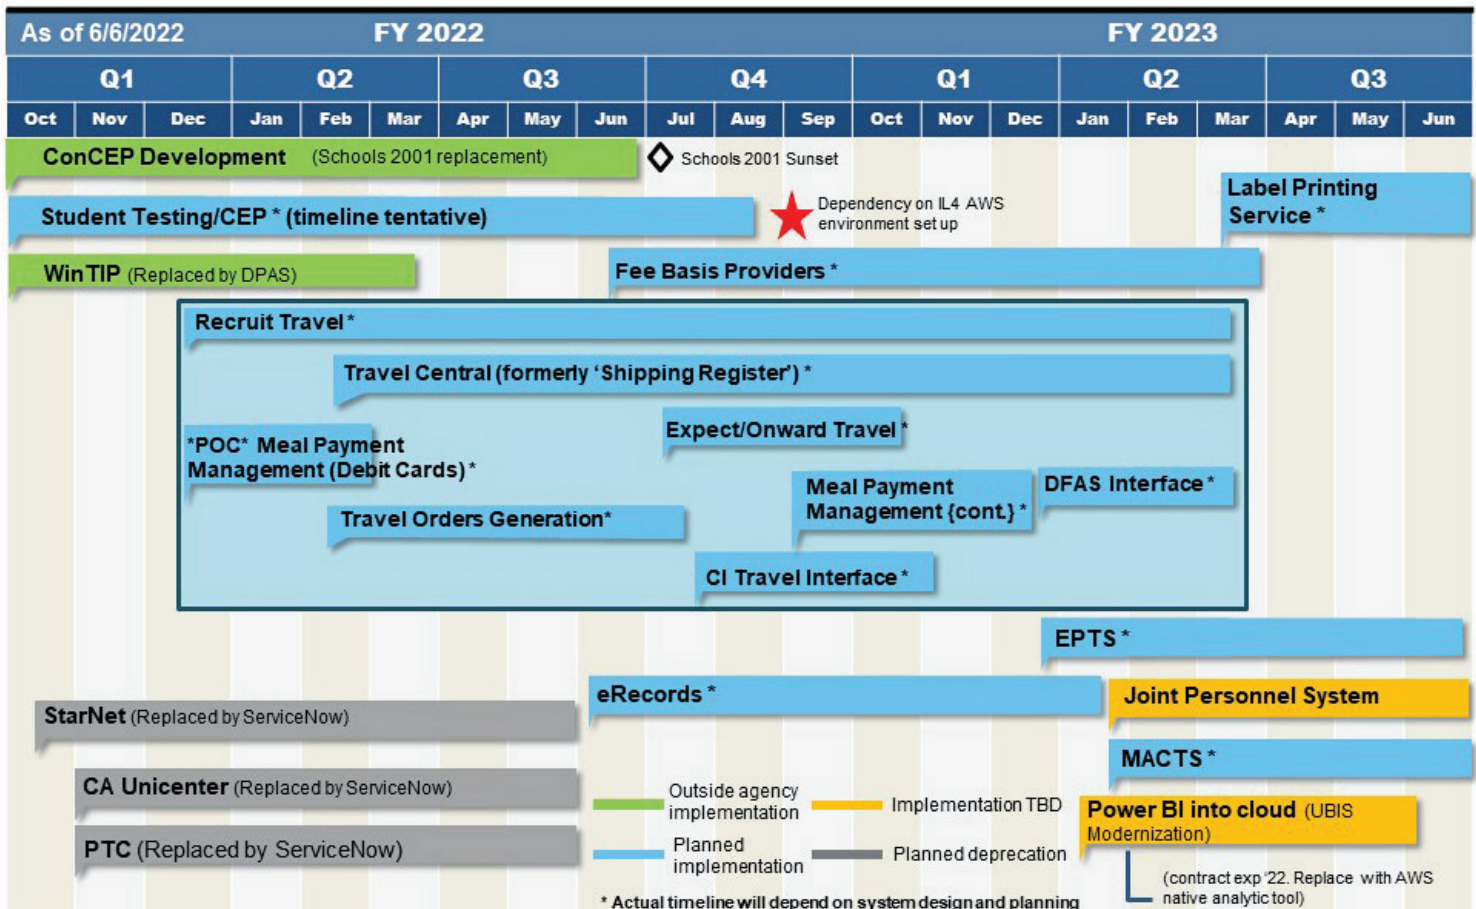 As of 6/6/2022 FY 2022 FY 2023
Q1 Q2 Q3 Q4 Q1 Q2 Q3
Oct Nov Dec Jan Feb Mar Apr May Jun Jul Aug Sep Oct Nov Dec Jan Feb Mar Apr May Jun
ConCEP Development (Schools 2001 replacement)
Schools 2001 Sunset
Student Testing/CEP * (timeline tentative)
Dependency on IL4 AWS
environment set up
Label Printing
Service *
WinTIP (Replaced by DPAS)
Fee Basis Providers *
Recruit Travel *
Travel Central (formerly ‘Shipping Register’) *
Expect/Onward Travel *
*POC* Meal Payment
Management (Debit Cards) *
Meal Payment
Management {cont.} *
DFAS Interface *
Travel Orders Generation*
CI Travel Interface *
EPTS *
eRecords *
Joint Personnel System
StarNet (Replaced by ServiceNow)
MACTS *
CA Unicenter (Replaced by ServiceNow)
PTC (Replaced by ServiceNow)
Power BI into cloud (UBIS
Modernization)
(contract exp ‘22. Replace with AWS
native analytic tool)
Outside agency
implementation
Implementation TBD
Planned
implementation
Planned deprecation
* Actual timeline will depend on system design and planning